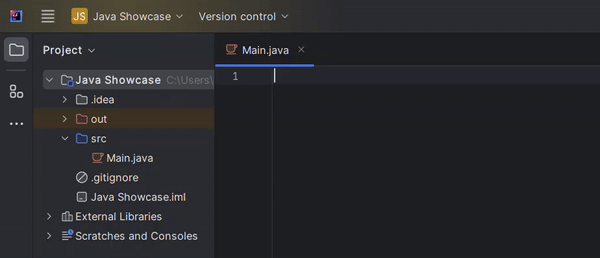 JS Java Showcase Version control
Project
Main.java
Java Showcase C:\Users\
1
.idea
out
src
Main.java
.gitignore
Java Showcase.iml
External Libraries
Scratches and Consoles